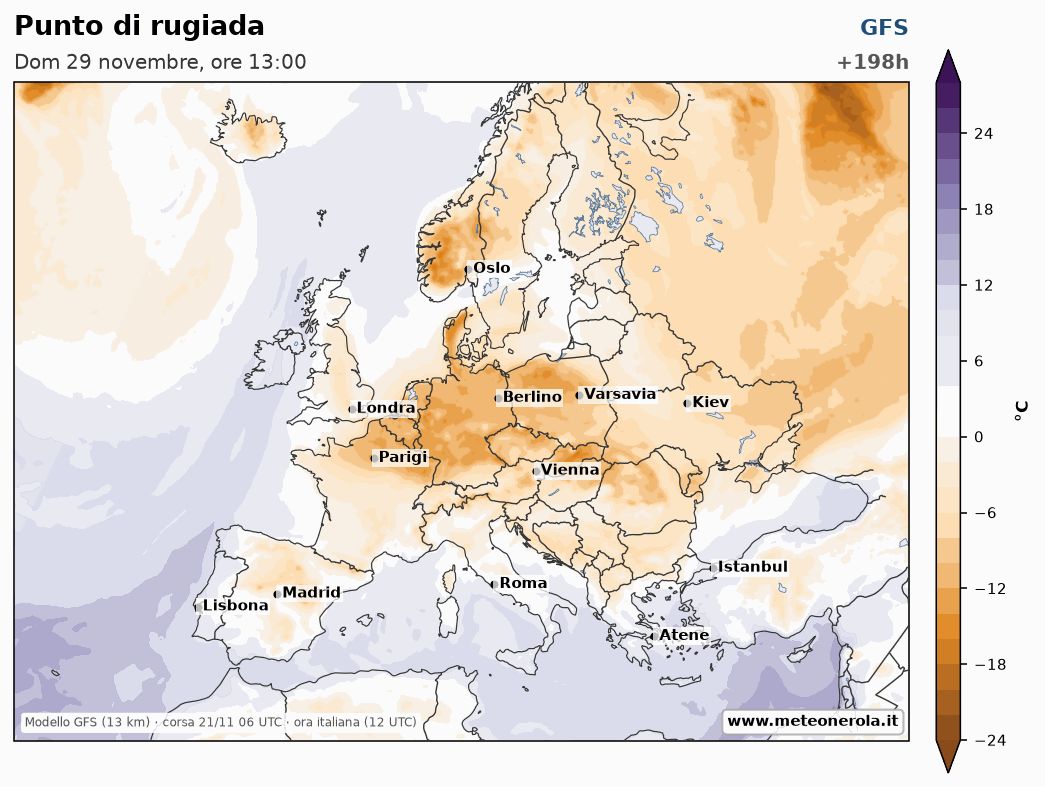 Punto di rugiada
GFS
Dom 29 novembre, ore 13:00
+198h
24
18
12
6
0
−6
−12
−18
−24
°C
Oslo
Londra
Berlino
Varsavia
Kiev
Parigi
Vienna
Istanbul
Roma
Madrid
Lisbona
Atene
Modello GFS (13 km) · corsa 21/11 06 UTC · ora italiana (12 UTC)
www.meteonerola.it